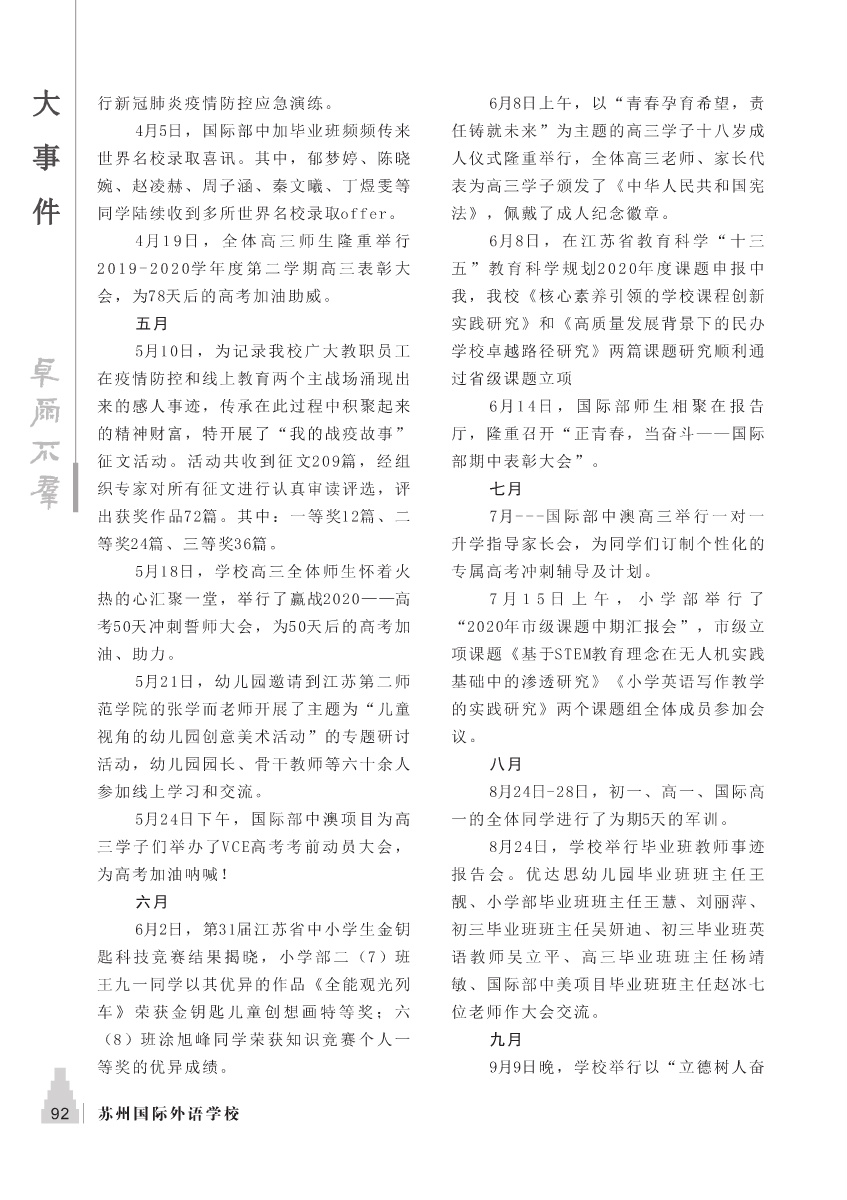 大
事
件
卓
尔
不
群
行新冠肺炎疫情防控应急演练。
4月5日，国际部中加毕业班频频传来
世界名校录取喜讯。其中，郁梦婷、陈晓
婉、赵凌赫、周子涵、秦文曦、丁煜雯等
同学陆续收到多所世界名校录取offer。
4月19日，全体高三师生隆重举行
2019-2020学年度第二学期高三表彰大
会，为78天后的高考加油助威。
五月
5月10日，为记录我校广大教职员工
在疫情防控和线上教育两个主战场涌现出
来的感人事迹，传承在此过程中积聚起来
的精神财富，特开展了“我的战疫故事”
征文活动。活动共收到征文209篇，经组
织专家对所有征文进行认真审读评选，评
出获奖作品72篇。其中：一等奖12篇、二
等奖24篇、三等奖36篇。
5月18日，学校高三全体师生怀着火
热的心汇聚一堂，举行了赢战2020——高
考50天冲刺誓师大会，为50天后的高考加
油、助力。
5月21日，幼儿园邀请到江苏第二师
范学院的张学而老师开展了主题为“儿童
视角的幼儿园创意美术活动”的专题研讨
活动，幼儿园园长、骨干教师等六十余人
参加线上学习和交流。
5月24日下午，国际部中澳项目为高
三学子们举办了VCE高考考前动员大会，
为高考加油呐喊！
六月
6月2日，第31届江苏省中小学生金钥
匙科技竞赛结果揭晓，小学部二（7）班
王九一同学以其优异的作品《全能观光列
车》荣获金钥匙儿童创想画特等奖；六
（8）班涂旭峰同学荣获知识竞赛个人一
等奖的优异成绩。
6月8日上午，以“青春孕育希望，责
任铸就未来”为主题的高三学子十八岁成
人仪式隆重举行，全体高三老师、家长代
表为高三学子颁发了《中华人民共和国宪
法》，佩戴了成人纪念徽章。
6月8日，在江苏省教育科学“十三
五”教育科学规划2020年度课题申报中
我，我校《核心素养引领的学校课程创新
实践研究》和《高质量发展背景下的民办
学校卓越路径研究》两篇课题研究顺利通
过省级课题立项
6月14日，国际部师生相聚在报告
厅，隆重召开“正青春，当奋斗——国际
部期中表彰大会”。
七月
7月---国际部中澳高三举行一对一
升学指导家长会，为同学们订制个性化的
专属高考冲刺辅导及计划。
7月15日上午，小学部举行了
“2020年市级课题中期汇报会”，市级立
项课题《基于STEM教育理念在无人机实践
基础中的渗透研究》《小学英语写作教学
的实践研究》两个课题组全体成员参加会
议。
八月
8月24日-28日，初一、高一、国际高
一的全体同学进行了为期5天的军训。
8月24日，学校举行毕业班教师事迹
报告会。优达思幼儿园毕业班班主任王
靓、小学部毕业班班主任王慧、刘丽萍、
初三毕业班班主任吴妍迪、初三毕业班英
语教师吴立平、高三毕业班班主任杨靖
敏、国际部中美项目毕业班班主任赵冰七
位老师作大会交流。
九月
9月9日晚，学校举行以“立德树人奋
92 苏州国际外语学校